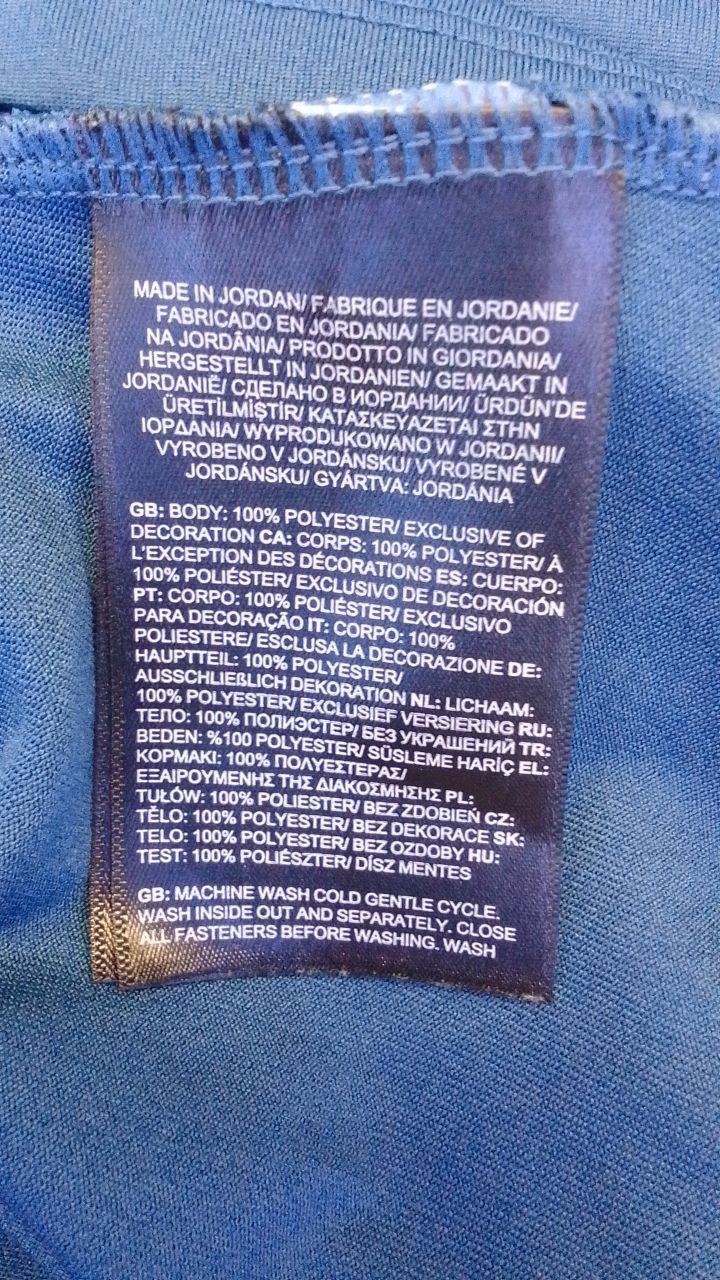 MADE IN JORDAN/ FABRIQUE EN JORDANIE/
FABRICADO EN JORDANIA/ FABRICADO
NA JORDÂNIA/ PRODOTTO IN GIORDANIA/
HERGESTELLT IN JORDANIEN/ GEMAAKT IN
JORDANIË/ СДЕЛАНО В ИОРДАНИИ/ ÜRDÜN'DE
ÜRETİLMİŞTİR/ ΚΑΤΑΣΚΕΥΑΖΕΤΑΙ ΣΤΗΝ
ΙΟΡΔΑΝΙΑ/ WYPRODUKOWANO W JORDANII/
VYROBENO V JORDÁNSKU/ VYROBENÉ V
JORDÁNSKU/ GYÁRTVA: JORDÁNIA
GB: BODY: 100% POLYESTER/ EXCLUSIVE OF
DECORATION CA: CORPS: 100% POLYESTER/ À
L'EXCEPTION DES DÉCORATIONS ES: CUERPO:
100% POLIÉSTER/ EXCLUSIVO DE DECORACIÓN
PT: CORPO: 100% POLIÉSTER/ EXCLUSIVO
PARA DECORAÇÃO IT: CORPO: 100%
POLIESTERE/ ESCLUSA LA DECORAZIONE DE:
HAUPTTEIL: 100% POLYESTER/
AUSSCHLIEßLICH DEKORATION NL: LICHAAM:
100% POLYESTER/ EXCLUSIEF VERSIERING RU:
ТЕЛО: 100% ПОЛИЭСТЕР/ БЕЗ УКРАШЕНИЙ TR:
BEDEN: %100 POLYESTER/ SÜSLEME HARİÇ EL:
ΚΟΡΜΑΚΙ: 100% ΠΟΛΥΕΣΤΕΡΑΣ/
ΕΞΑΙΡΟΥΜΕΝΗΣ ΤΗΣ ΔΙΑΚΟΣΜΗΣΗΣ PL:
TUŁÓW: 100% POLIESTER/ BEZ ZDOBIEŃ CZ:
TĚLO: 100% POLYESTER/ BEZ DEKORACE SK:
TELO: 100% POLYESTER/ BEZ OZDOBY HU:
TEST: 100% POLIÉSZTER/ DÍSZ MENTES
GB: MACHINE WASH COLD GENTLE CYCLE.
WASH INSIDE OUT AND SEPARATELY. CLOSE
ALL FASTENERS BEFORE WASHING. WASH